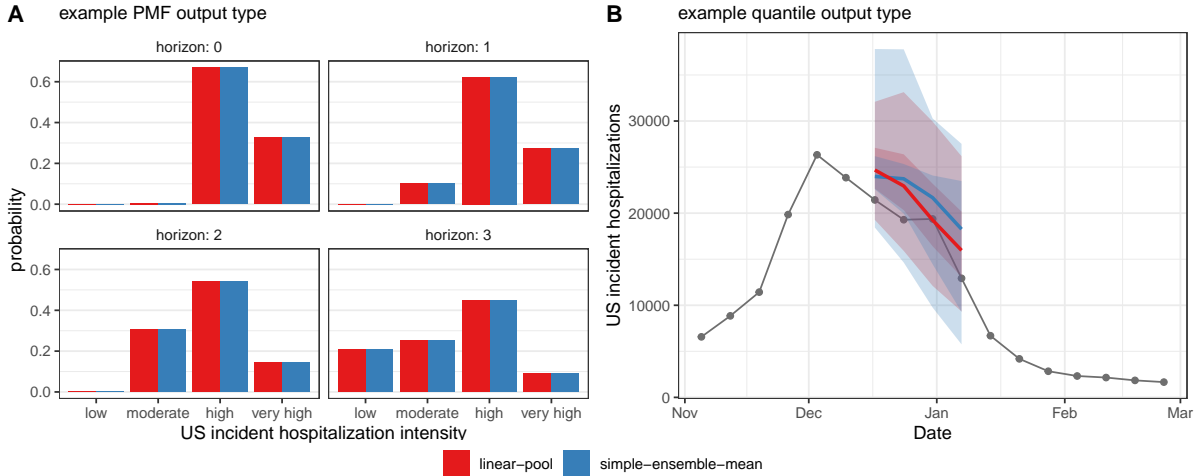 A
example PMF output type
horizon: 0
horizon: 1
0.6
0.4
0.2
0.0
horizon: 2
horizon: 3
0.6
0.4
0.2
0.0
probability
low
moderate
high
very high
low
moderate
high
very high
US incident hospitalization intensity
B
example quantile output type
30000
20000
10000
0
US incident hospitalizations
Nov
Dec
Jan
Feb
Mar
Date
linear−pool
simple−ensemble−mean